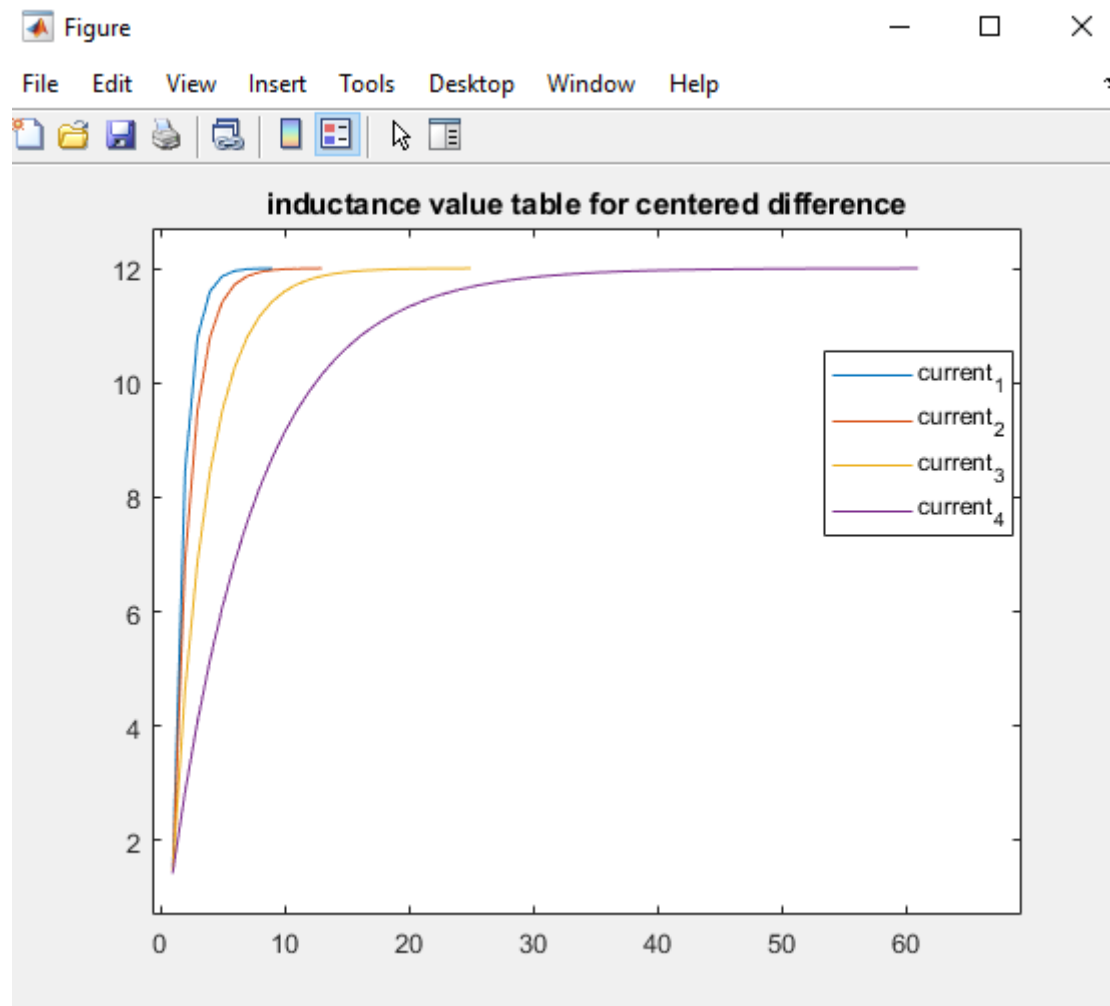 Figure
File Edit View Insert Tools Desktop Window Help
inductance value table for centered difference
12
10
8
6
4
2
current1
current2
current3
current4
0 10 20 30 40 50 60